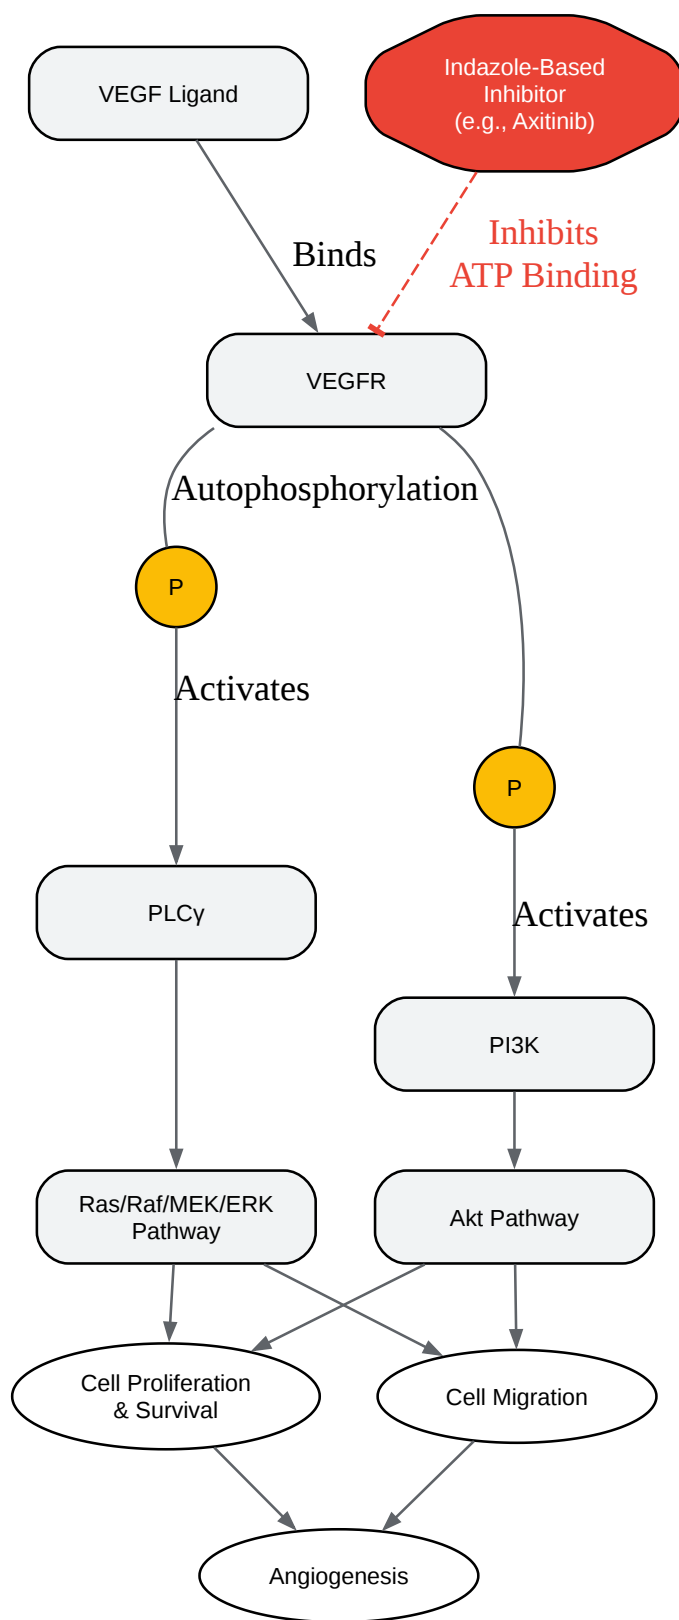 VEGF Ligand
Indazole-Based
Inhibitor
(e.g., Axitinib)
Binds
Inhibits
ATP Binding
VEGFR
Autophosphorylation
P
Activates
P
PLCγ
Activates
PI3K
Ras/Raf/MEK/ERK
Pathway
Akt Pathway
Cell Proliferation
& Survival
Cell Migration
Angiogenesis